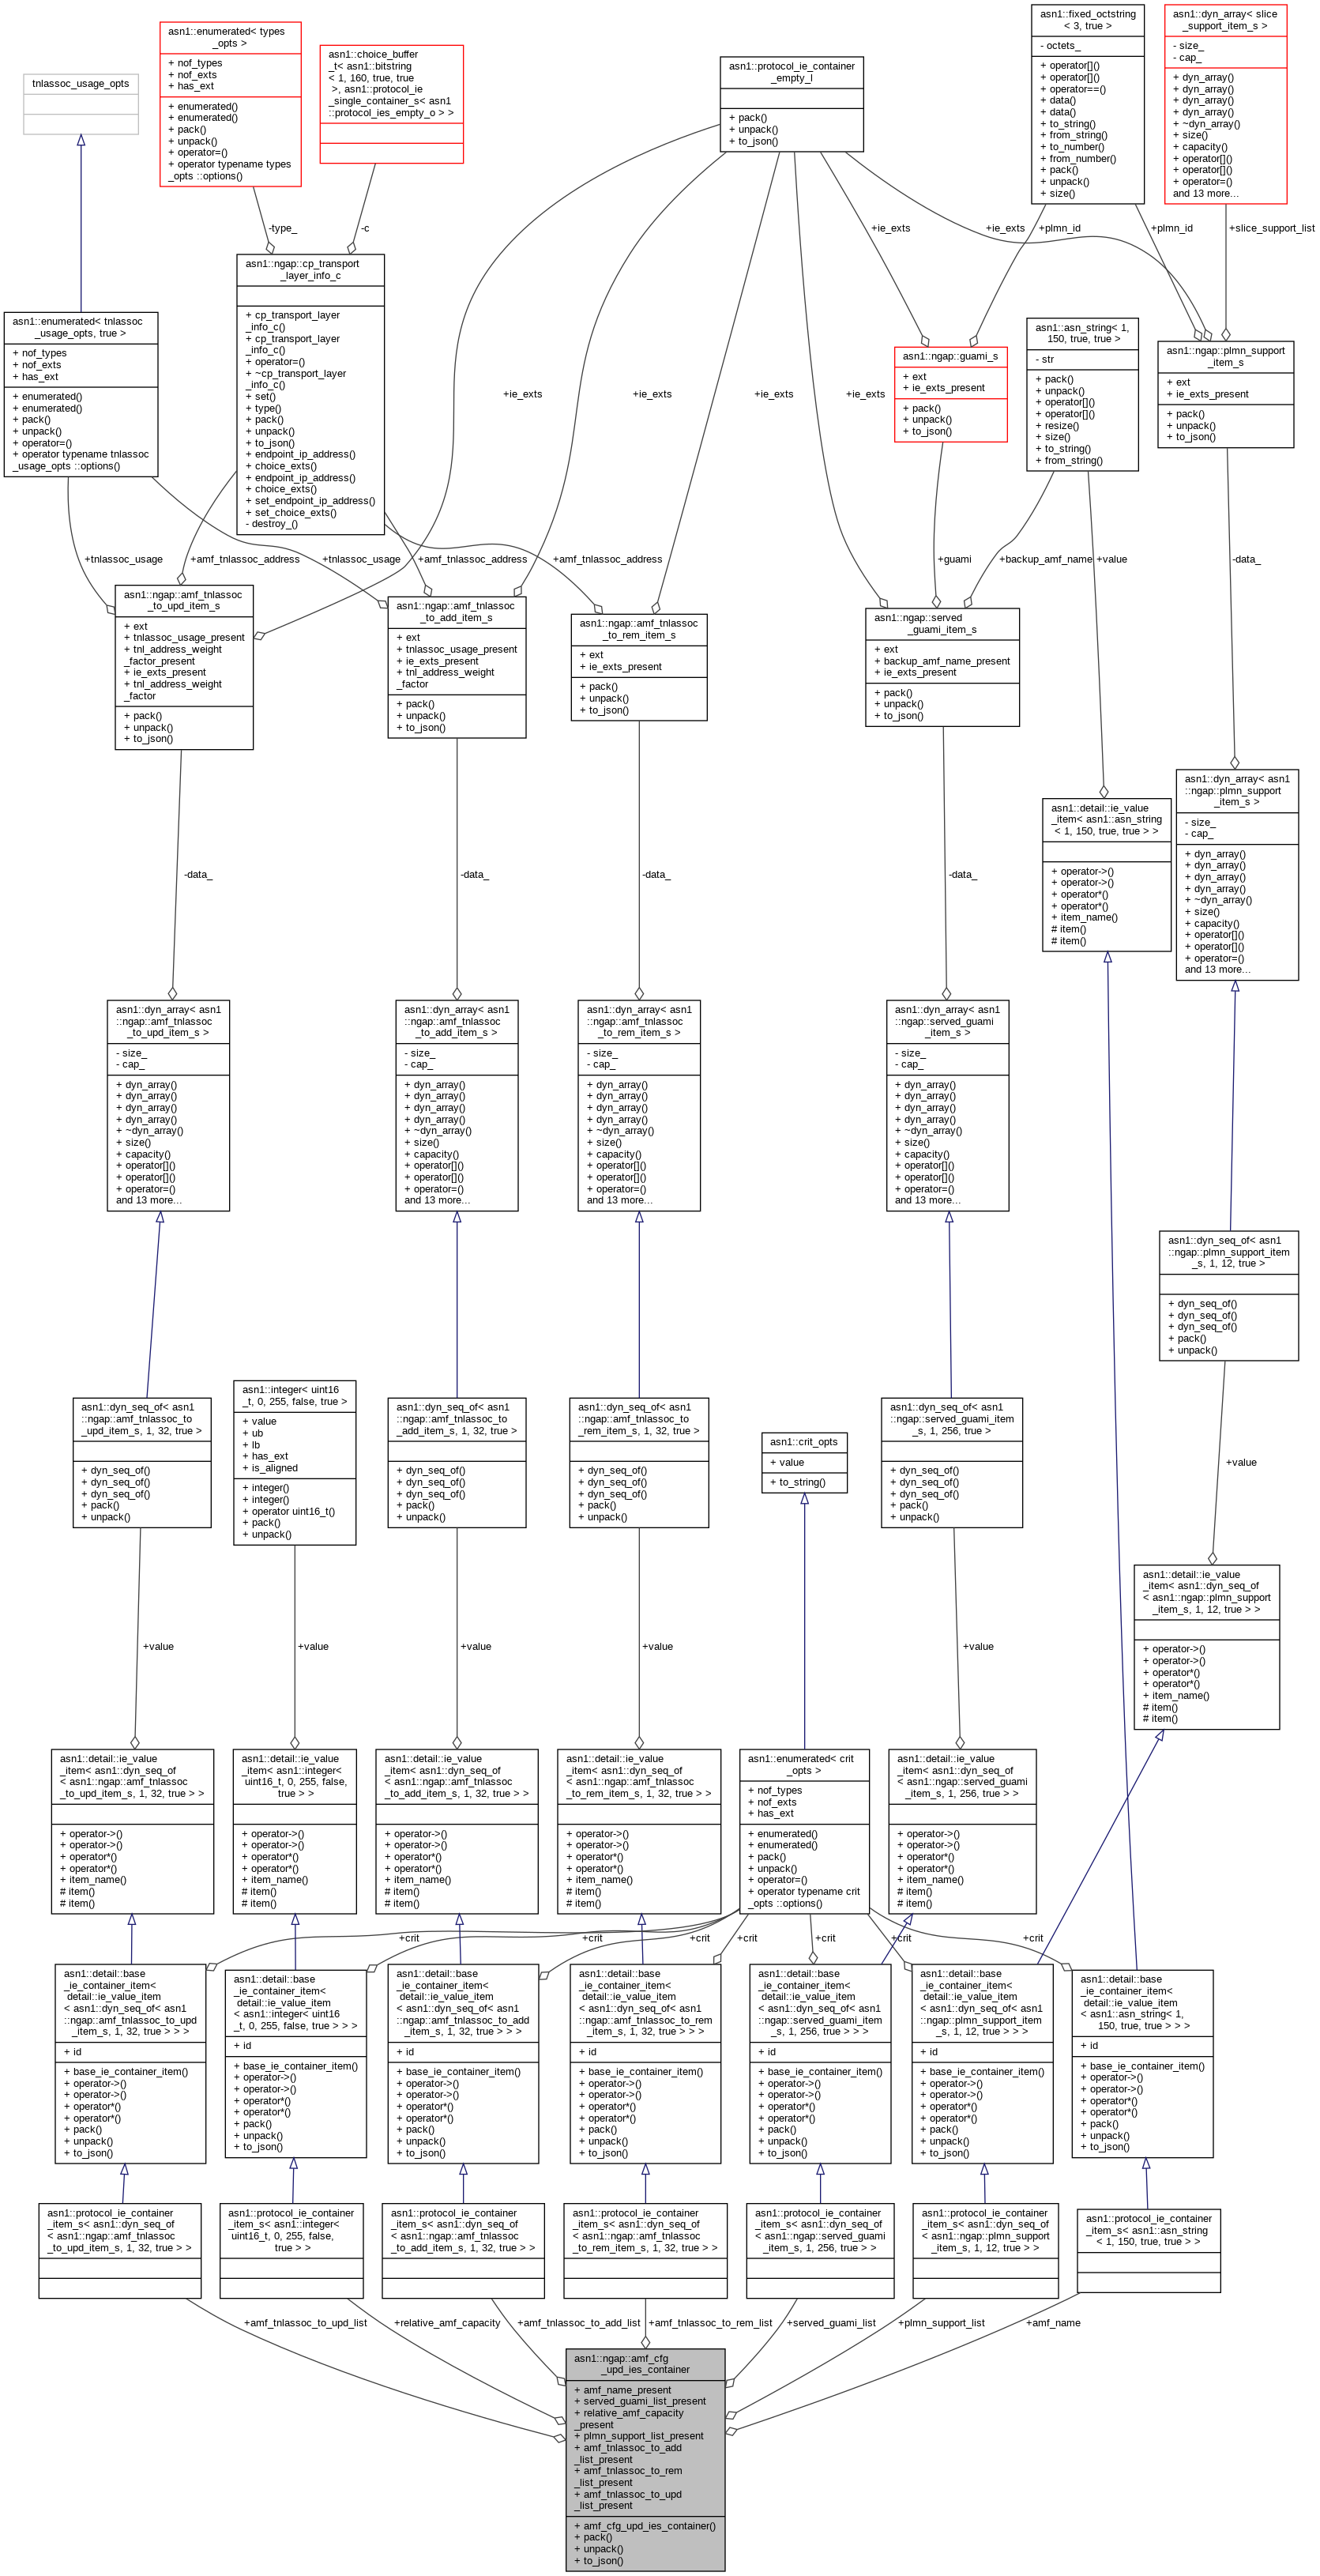 asn1::fixed_octstring
< 3, true >
- octets_
+ operator[]()
+ operator[]()
+ operator==()
+ data()
+ data()
+ to_string()
+ from_string()
+ to_number()
+ from_number()
+ pack()
+ unpack()
+ size()
asn1::dyn_array< slice
_support_item_s >
- size_
- cap_
+ dyn_array()
+ dyn_array()
+ dyn_array()
+ dyn_array()
+ ~dyn_array()
+ size()
+ capacity()
+ operator[]()
+ operator[]()
+ operator=()
and 13 more...
asn1::enumerated< types
_opts >
+ nof_types
+ nof_exts
+ has_ext
+ enumerated()
+ enumerated()
+ pack()
+ unpack()
+ operator=()
+ operator typename types
_opts ::options()
asn1::choice_buffer
_t< asn1::bitstring
< 1, 160, true, true
>, asn1::protocol_ie
_single_container_s< asn1
::protocol_ies_empty_o > >
asn1::protocol_ie_container
_empty_l
+ pack()
+ unpack()
+ to_json()
tnlassoc_usage_opts
-type_
-c
+ie_exts
+plmn_id
+ie_exts
+plmn_id
+slice_support_list
asn1::ngap::cp_transport
_layer_info_c
+ cp_transport_layer
_info_c()
+ cp_transport_layer
_info_c()
+ operator=()
+ ~cp_transport_layer
_info_c()
+ set()
+ type()
+ pack()
+ unpack()
+ to_json()
+ endpoint_ip_address()
+ choice_exts()
+ endpoint_ip_address()
+ choice_exts()
+ set_endpoint_ip_address()
+ set_choice_exts()
- destroy_()
asn1::enumerated< tnlassoc
_usage_opts, true >
+ nof_types
+ nof_exts
+ has_ext
+ enumerated()
+ enumerated()
+ pack()
+ unpack()
+ operator=()
+ operator typename tnlassoc
_usage_opts ::options()
asn1::ngap::guami_s
+ ext
+ ie_exts_present
+ pack()
+ unpack()
+ to_json()
asn1::asn_string< 1,
150, true, true >
- str
+ pack()
+ unpack()
+ operator[]()
+ operator[]()
+ resize()
+ size()
+ to_string()
+ from_string()
asn1::ngap::plmn_support
_item_s
+ ext
+ ie_exts_present
+ pack()
+ unpack()
+ to_json()
+ie_exts
+ie_exts
+ie_exts
+ie_exts
+tnlassoc_usage
+amf_tnlassoc_address
+tnlassoc_usage
+amf_tnlassoc_address
+amf_tnlassoc_address
+guami
+backup_amf_name
+value
-data_
asn1::ngap::amf_tnlassoc
_to_upd_item_s
+ ext
+ tnlassoc_usage_present
+ tnl_address_weight
_factor_present
+ ie_exts_present
+ tnl_address_weight
_factor
+ pack()
+ unpack()
+ to_json()
asn1::ngap::amf_tnlassoc
_to_add_item_s
+ ext
+ tnlassoc_usage_present
+ ie_exts_present
+ tnl_address_weight
_factor
+ pack()
+ unpack()
+ to_json()
asn1::ngap::amf_tnlassoc
_to_rem_item_s
+ ext
+ ie_exts_present
+ pack()
+ unpack()
+ to_json()
asn1::ngap::served
_guami_item_s
+ ext
+ backup_amf_name_present
+ ie_exts_present
+ pack()
+ unpack()
+ to_json()
asn1::detail::ie_value
_item< asn1::asn_string
< 1, 150, true, true > >
+ operator->()
+ operator->()
+ operator*()
+ operator*()
+ item_name()
# item()
# item()
asn1::dyn_array< asn1
::ngap::plmn_support
_item_s >
- size_
- cap_
+ dyn_array()
+ dyn_array()
+ dyn_array()
+ dyn_array()
+ ~dyn_array()
+ size()
+ capacity()
+ operator[]()
+ operator[]()
+ operator=()
and 13 more...
-data_
-data_
-data_
-data_
asn1::dyn_array< asn1
::ngap::amf_tnlassoc
_to_upd_item_s >
- size_
- cap_
+ dyn_array()
+ dyn_array()
+ dyn_array()
+ dyn_array()
+ ~dyn_array()
+ size()
+ capacity()
+ operator[]()
+ operator[]()
+ operator=()
and 13 more...
asn1::dyn_array< asn1
::ngap::amf_tnlassoc
_to_add_item_s >
- size_
- cap_
+ dyn_array()
+ dyn_array()
+ dyn_array()
+ dyn_array()
+ ~dyn_array()
+ size()
+ capacity()
+ operator[]()
+ operator[]()
+ operator=()
and 13 more...
asn1::dyn_array< asn1
::ngap::amf_tnlassoc
_to_rem_item_s >
- size_
- cap_
+ dyn_array()
+ dyn_array()
+ dyn_array()
+ dyn_array()
+ ~dyn_array()
+ size()
+ capacity()
+ operator[]()
+ operator[]()
+ operator=()
and 13 more...
asn1::dyn_array< asn1
::ngap::served_guami
_item_s >
- size_
- cap_
+ dyn_array()
+ dyn_array()
+ dyn_array()
+ dyn_array()
+ ~dyn_array()
+ size()
+ capacity()
+ operator[]()
+ operator[]()
+ operator=()
and 13 more...
asn1::dyn_seq_of< asn1
::ngap::plmn_support_item
_s, 1, 12, true >
+ dyn_seq_of()
+ dyn_seq_of()
+ dyn_seq_of()
+ pack()
+ unpack()
asn1::dyn_seq_of< asn1
::ngap::amf_tnlassoc_to
_upd_item_s, 1, 32, true >
+ dyn_seq_of()
+ dyn_seq_of()
+ dyn_seq_of()
+ pack()
+ unpack()
asn1::integer< uint16
_t, 0, 255, false, true >
+ value
+ ub
+ lb
+ has_ext
+ is_aligned
+ integer()
+ integer()
+ operator uint16_t()
+ pack()
+ unpack()
asn1::dyn_seq_of< asn1
::ngap::amf_tnlassoc_to
_add_item_s, 1, 32, true >
+ dyn_seq_of()
+ dyn_seq_of()
+ dyn_seq_of()
+ pack()
+ unpack()
asn1::dyn_seq_of< asn1
::ngap::amf_tnlassoc_to
_rem_item_s, 1, 32, true >
+ dyn_seq_of()
+ dyn_seq_of()
+ dyn_seq_of()
+ pack()
+ unpack()
asn1::crit_opts
+ value
+ to_string()
asn1::dyn_seq_of< asn1
::ngap::served_guami_item
_s, 1, 256, true >
+ dyn_seq_of()
+ dyn_seq_of()
+ dyn_seq_of()
+ pack()
+ unpack()
+value
asn1::detail::ie_value
_item< asn1::dyn_seq_of
< asn1::ngap::plmn_support
_item_s, 1, 12, true > >
+ operator->()
+ operator->()
+ operator*()
+ operator*()
+ item_name()
# item()
# item()
+value
+value
+value
+value
+value
asn1::detail::ie_value
_item< asn1::dyn_seq_of
< asn1::ngap::amf_tnlassoc
_to_upd_item_s, 1, 32, true > >
+ operator->()
+ operator->()
+ operator*()
+ operator*()
+ item_name()
# item()
# item()
asn1::detail::ie_value
_item< asn1::integer<
uint16_t, 0, 255, false,
true > >
+ operator->()
+ operator->()
+ operator*()
+ operator*()
+ item_name()
# item()
# item()
asn1::detail::ie_value
_item< asn1::dyn_seq_of
< asn1::ngap::amf_tnlassoc
_to_add_item_s, 1, 32, true > >
+ operator->()
+ operator->()
+ operator*()
+ operator*()
+ item_name()
# item()
# item()
asn1::detail::ie_value
_item< asn1::dyn_seq_of
< asn1::ngap::amf_tnlassoc
_to_rem_item_s, 1, 32, true > >
+ operator->()
+ operator->()
+ operator*()
+ operator*()
+ item_name()
# item()
# item()
asn1::enumerated< crit
_opts >
+ nof_types
+ nof_exts
+ has_ext
+ enumerated()
+ enumerated()
+ pack()
+ unpack()
+ operator=()
+ operator typename crit
_opts ::options()
asn1::detail::ie_value
_item< asn1::dyn_seq_of
< asn1::ngap::served_guami
_item_s, 1, 256, true > >
+ operator->()
+ operator->()
+ operator*()
+ operator*()
+ item_name()
# item()
# item()
+crit
+crit
+crit
+crit
+crit
+crit
+crit
asn1::detail::base
_ie_container_item<
detail::ie_value_item
< asn1::dyn_seq_of< asn1
::ngap::amf_tnlassoc_to_upd
_item_s, 1, 32, true > > >
+ id
+ base_ie_container_item()
+ operator->()
+ operator->()
+ operator*()
+ operator*()
+ pack()
+ unpack()
+ to_json()
asn1::detail::base
_ie_container_item<
detail::ie_value_item
< asn1::integer< uint16
_t, 0, 255, false, true > > >
+ id
+ base_ie_container_item()
+ operator->()
+ operator->()
+ operator*()
+ operator*()
+ pack()
+ unpack()
+ to_json()
asn1::detail::base
_ie_container_item<
detail::ie_value_item
< asn1::dyn_seq_of< asn1
::ngap::amf_tnlassoc_to_add
_item_s, 1, 32, true > > >
+ id
+ base_ie_container_item()
+ operator->()
+ operator->()
+ operator*()
+ operator*()
+ pack()
+ unpack()
+ to_json()
asn1::detail::base
_ie_container_item<
detail::ie_value_item
< asn1::dyn_seq_of< asn1
::ngap::amf_tnlassoc_to_rem
_item_s, 1, 32, true > > >
+ id
+ base_ie_container_item()
+ operator->()
+ operator->()
+ operator*()
+ operator*()
+ pack()
+ unpack()
+ to_json()
asn1::detail::base
_ie_container_item<
detail::ie_value_item
< asn1::dyn_seq_of< asn1
::ngap::served_guami_item
_s, 1, 256, true > > >
+ id
+ base_ie_container_item()
+ operator->()
+ operator->()
+ operator*()
+ operator*()
+ pack()
+ unpack()
+ to_json()
asn1::detail::base
_ie_container_item<
detail::ie_value_item
< asn1::dyn_seq_of< asn1
::ngap::plmn_support_item
_s, 1, 12, true > > >
+ id
+ base_ie_container_item()
+ operator->()
+ operator->()
+ operator*()
+ operator*()
+ pack()
+ unpack()
+ to_json()
asn1::detail::base
_ie_container_item<
detail::ie_value_item
< asn1::asn_string< 1,
150, true, true > > >
+ id
+ base_ie_container_item()
+ operator->()
+ operator->()
+ operator*()
+ operator*()
+ pack()
+ unpack()
+ to_json()
asn1::protocol_ie_container
_item_s< asn1::dyn_seq_of
< asn1::ngap::amf_tnlassoc
_to_upd_item_s, 1, 32, true > >
asn1::protocol_ie_container
_item_s< asn1::integer<
uint16_t, 0, 255, false,
true > >
asn1::protocol_ie_container
_item_s< asn1::dyn_seq_of
< asn1::ngap::amf_tnlassoc
_to_add_item_s, 1, 32, true > >
asn1::protocol_ie_container
_item_s< asn1::dyn_seq_of
< asn1::ngap::amf_tnlassoc
_to_rem_item_s, 1, 32, true > >
asn1::protocol_ie_container
_item_s< asn1::dyn_seq_of
< asn1::ngap::served_guami
_item_s, 1, 256, true > >
asn1::protocol_ie_container
_item_s< asn1::dyn_seq_of
< asn1::ngap::plmn_support
_item_s, 1, 12, true > >
asn1::protocol_ie_container
_item_s< asn1::asn_string
< 1, 150, true, true > >
+amf_tnlassoc_to_upd_list
+relative_amf_capacity
+amf_tnlassoc_to_add_list
+amf_tnlassoc_to_rem_list
+served_guami_list
+plmn_support_list
+amf_name
asn1::ngap::amf_cfg
_upd_ies_container
+ amf_name_present
+ served_guami_list_present
+ relative_amf_capacity
_present
+ plmn_support_list_present
+ amf_tnlassoc_to_add
_list_present
+ amf_tnlassoc_to_rem
_list_present
+ amf_tnlassoc_to_upd
_list_present
+ amf_cfg_upd_ies_container()
+ pack()
+ unpack()
+ to_json()